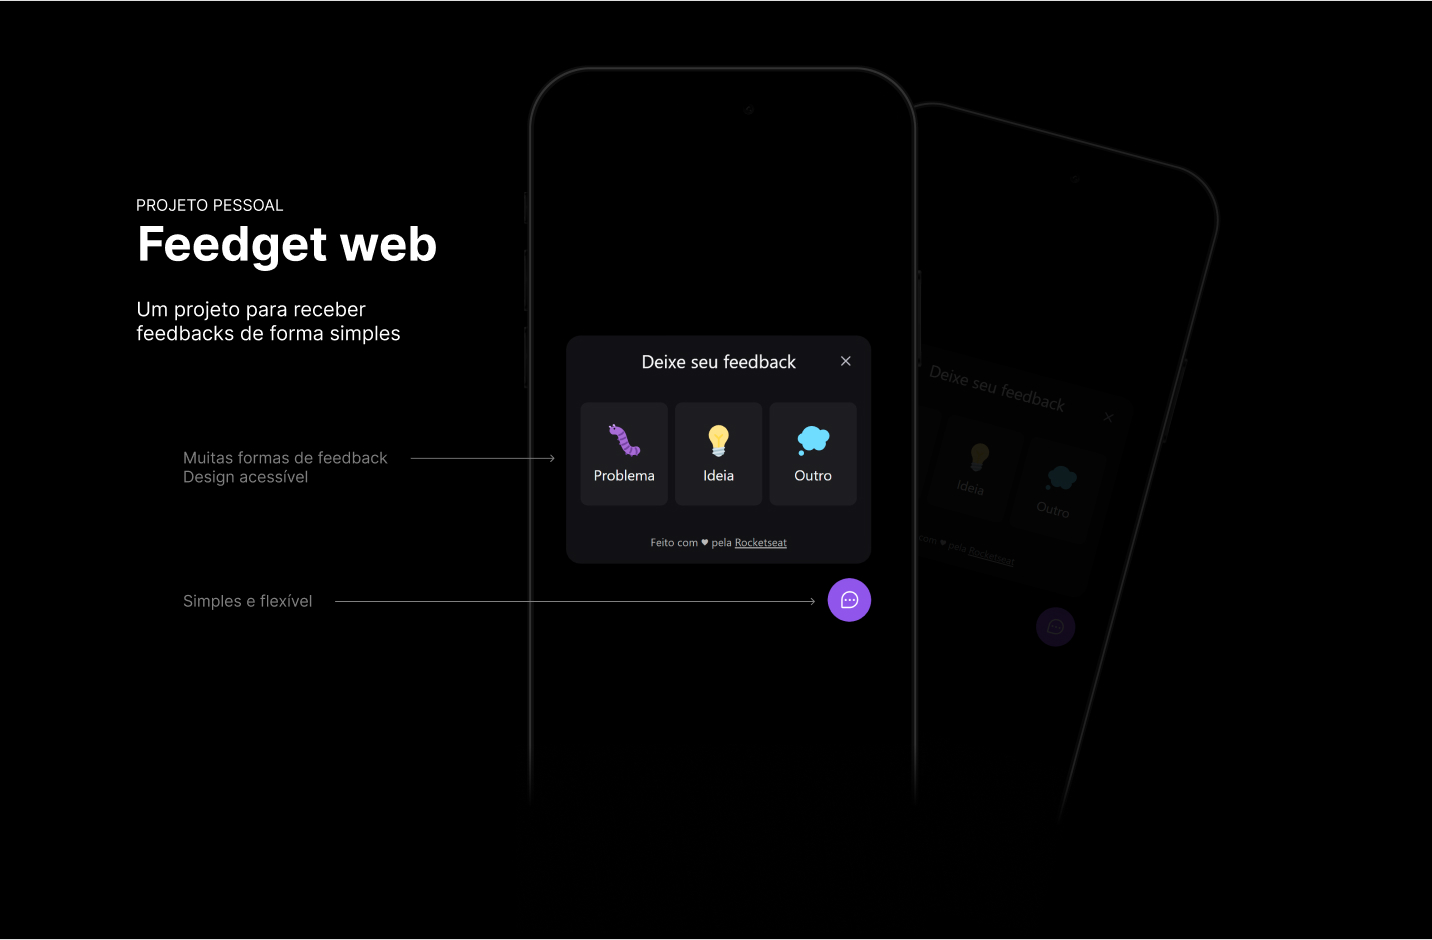 PROJETO PESSOAL
Feedget web
Um projeto para receber
feedbacks de forma simples
Muitas formas de feedback
Design acessível
Simples e flexível
Deixe seu feedback
Problema
Ideia
Outro
Feito com ♥ pela Rocketseat
Deixe seu feedback
Ideia
Outro
com ♥ pela Rocketseat